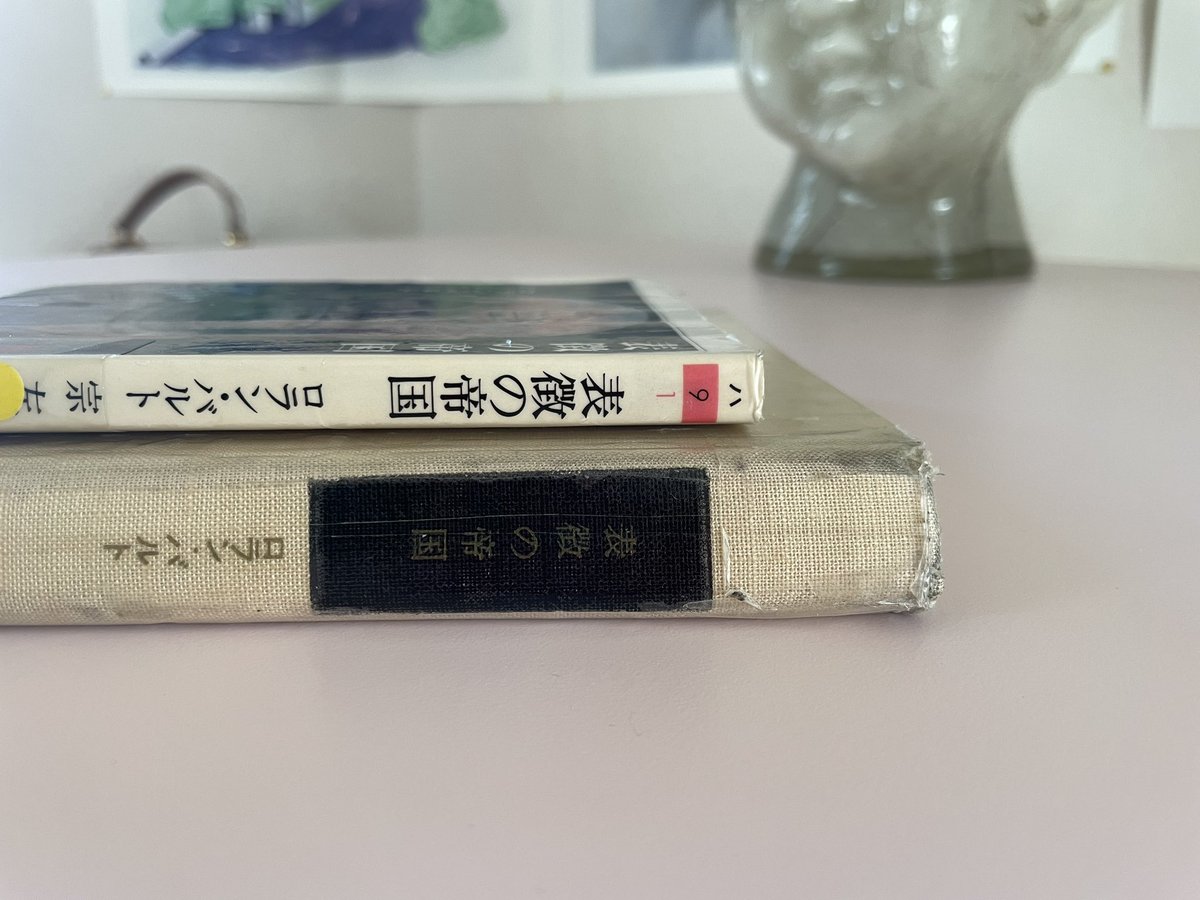 表徴の帝国
ハ 9 1 表徴の帝国 ロラン・バルト 宗
表徴の帝国 ロラン・バルト